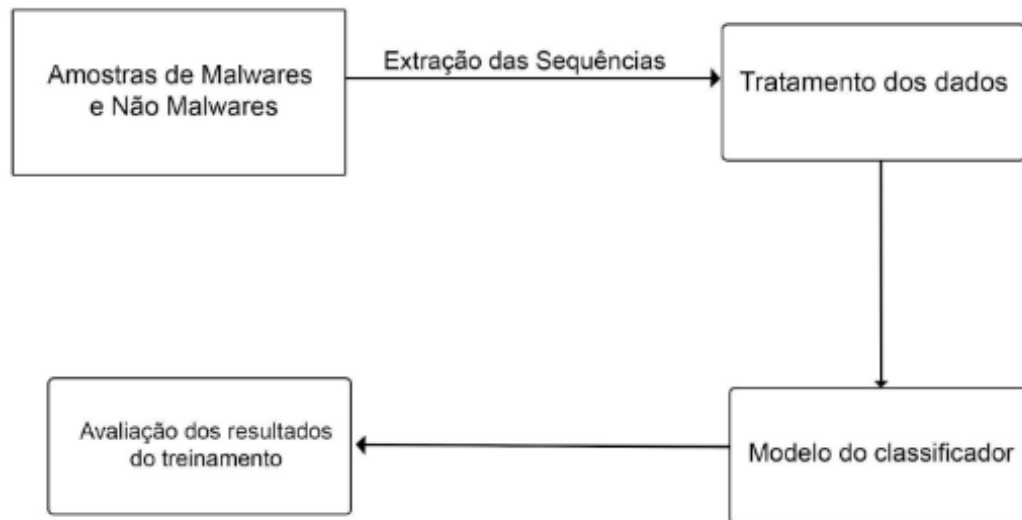 Amostras de Malwares
e Não Malwares
Extração das Sequências
Tratamento dos dados
Modelo do classificador
Avaliação dos resultados
do treinamento